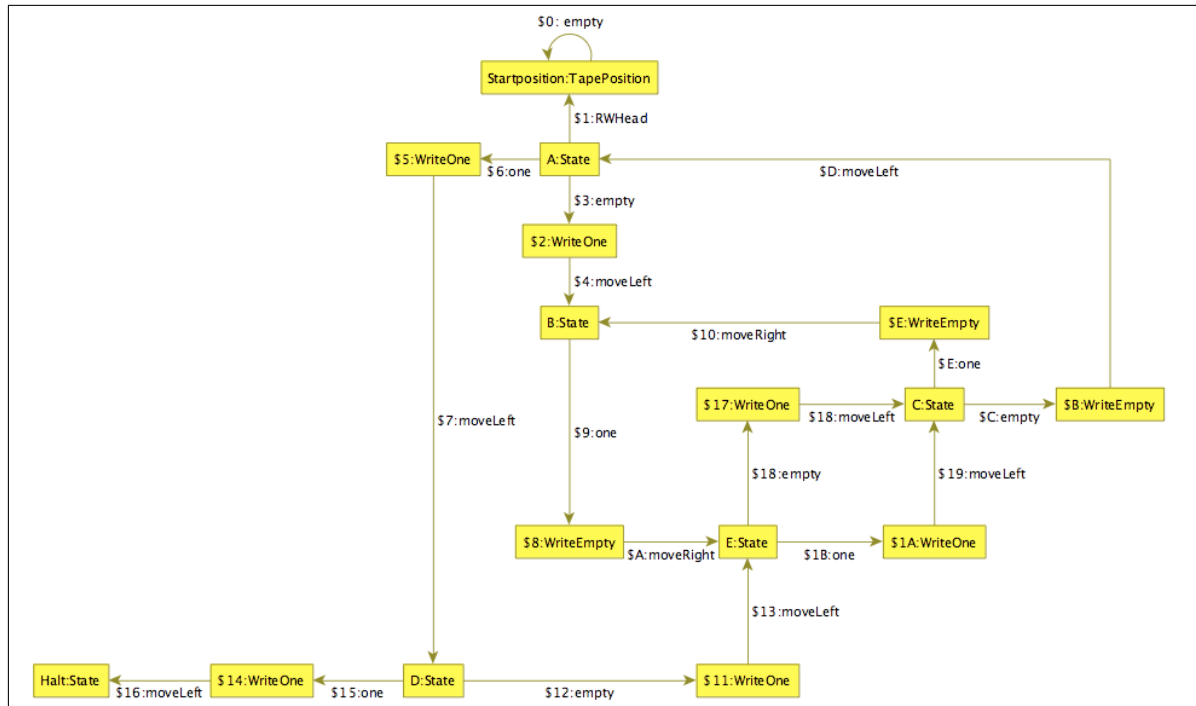 $0: empty
Startposition:TapePosition
$1:RWHead
$5:WriteOne
$6:one
A:State
$D:moveLeft
$3:empty
$2:WriteOne
$4:moveLeft
B:State
$10:moveRight
$E:WriteEmpty
$E:one
$17:WriteOne
$18:moveLeft
C:State
$C:empty
$B:WriteEmpty
$7:moveLeft
$9:one
$18:empty
$19:moveLeft
$8:WriteEmpty
$A:moveRight
E:State
$1B:one
$1A:WriteOne
$13:moveLeft
Halt:State
$16:moveLeft
$14:WriteOne
$15:one
D:State
$12:empty
$11:WriteOne